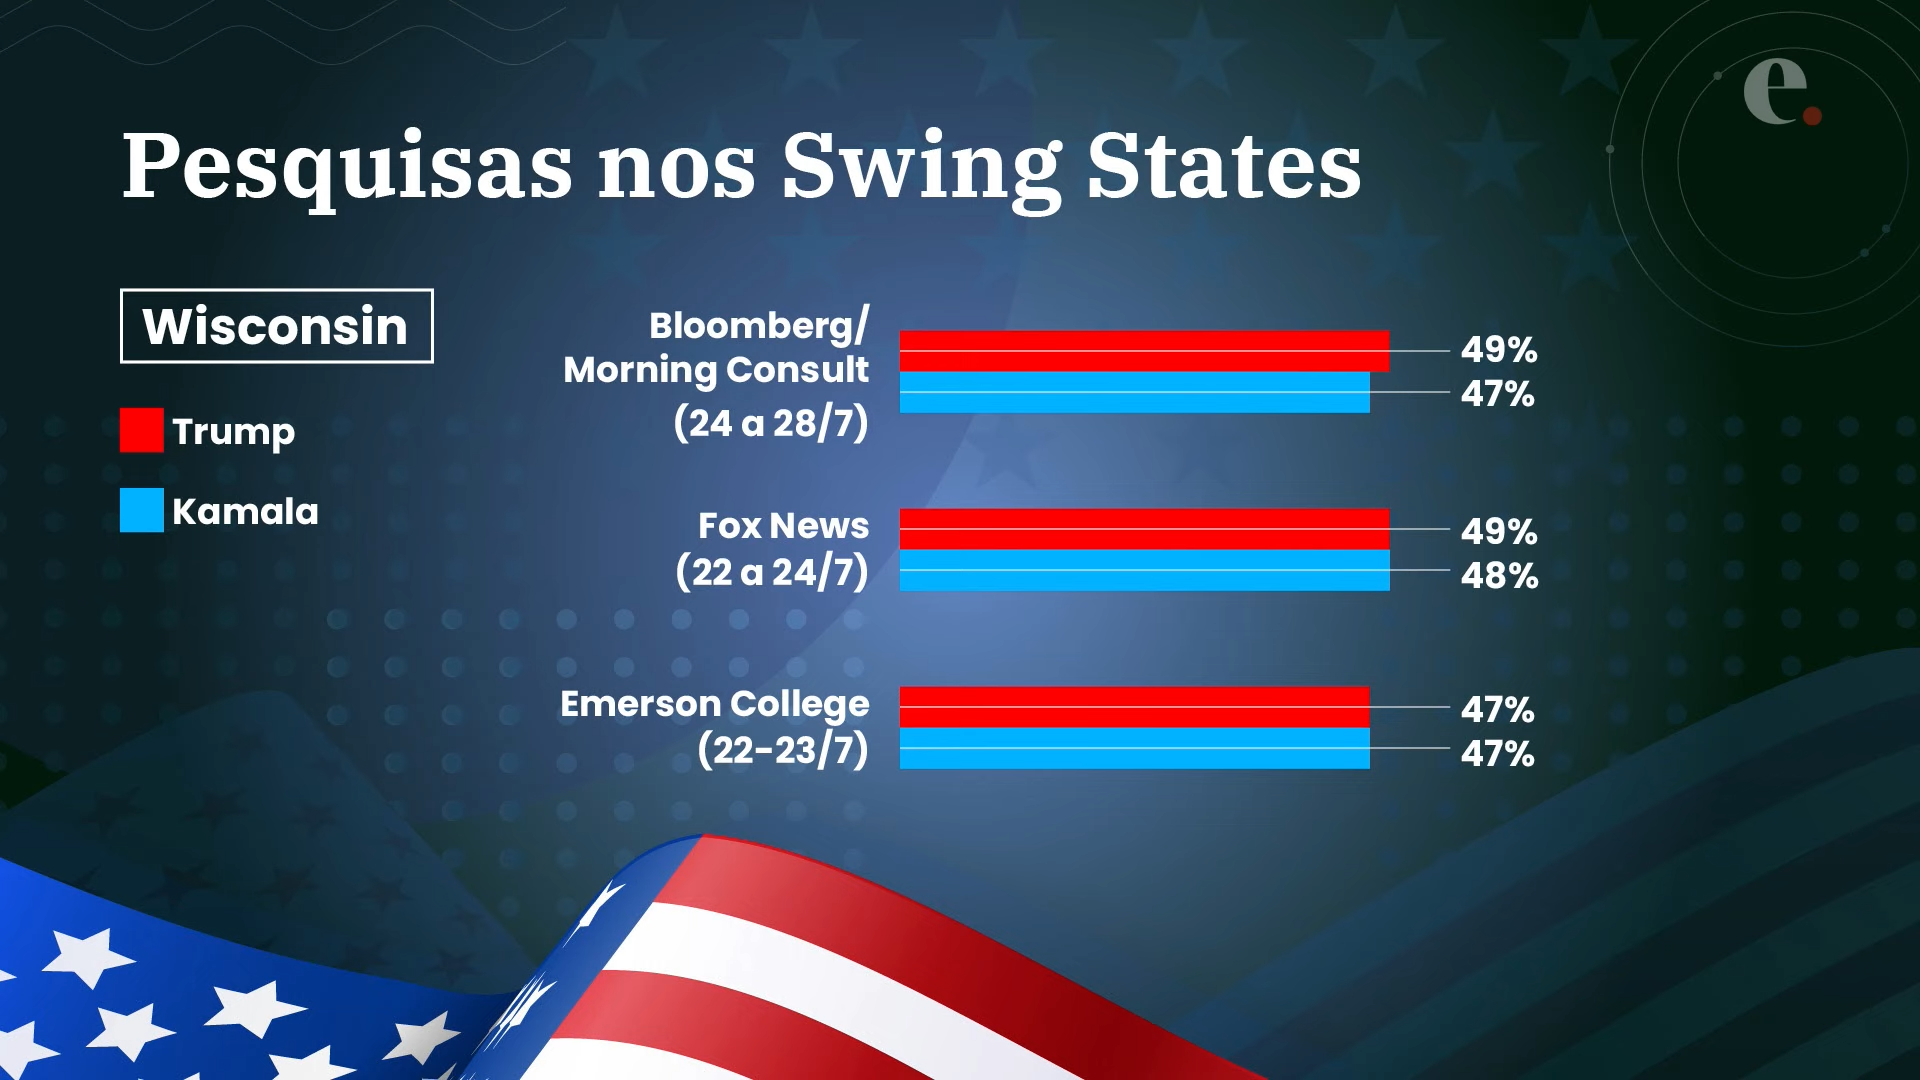 e.
Pesquisas nos Swing States
Wisconsin
Trump
Kamala
Bloomberg/
Morning Consult
(24 a 28/7)
49%
47%
Fox News
(22 a 24/7)
49%
48%
Emerson College
(22-23/7)
47%
47%